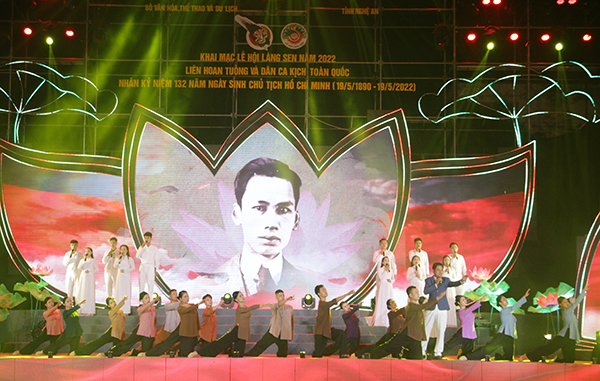 SỞ VĂN HÓA, THỂ THAO VÀ DU LỊCH
TỈNH NGHỆ AN
KHAI MẠC LỄ HỘI LÀNG SEN NĂM 2022
LIÊN HOAN TUỒNG VÀ DÂN CA KỊCH TOÀN QUỐC
NHÂN KỶ NIỆM 132 NĂM NGÀY SINH CHỦ TỊCH HỒ CHÍ MINH (19/5/1890 -19/5/2022)